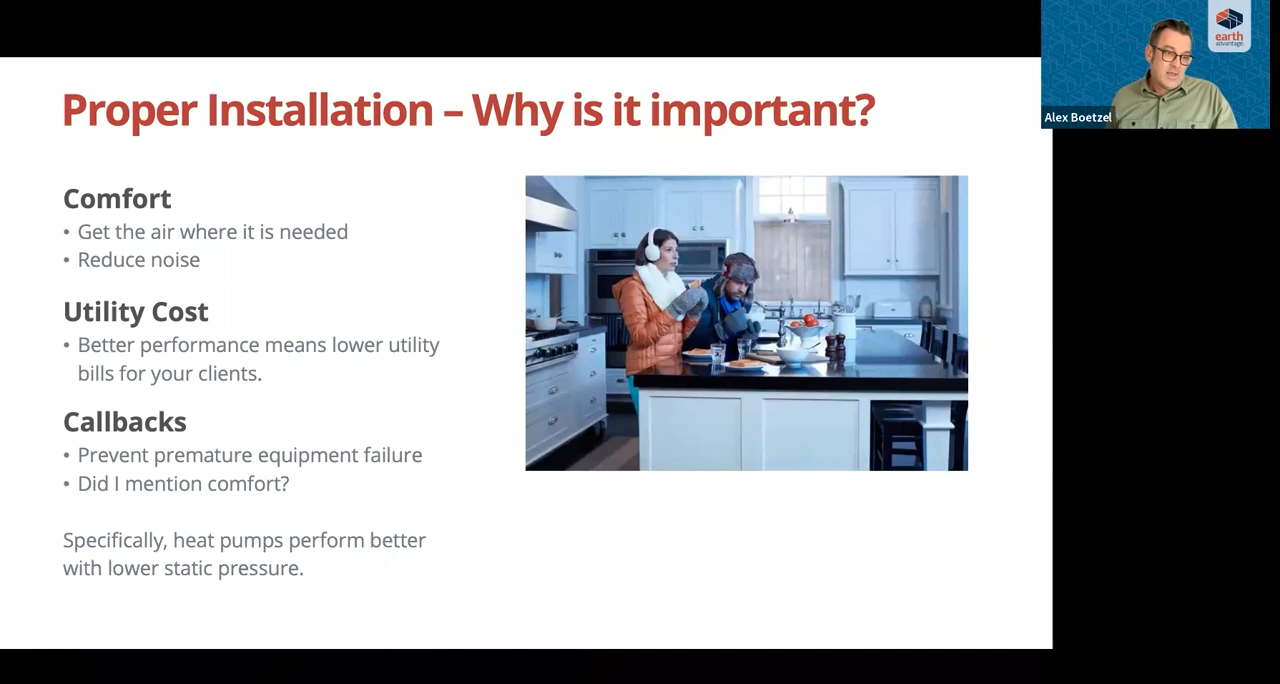 Proper Installation – Why is it important?
Comfort
• Get the air where it is needed
• Reduce noise
Utility Cost
• Better performance means lower utility
bills for your clients.
Callbacks
• Prevent premature equipment failure
• Did I mention comfort?
Specifically, heat pumps perform better
with lower static pressure.
earth
advantage
Alex Boetzel